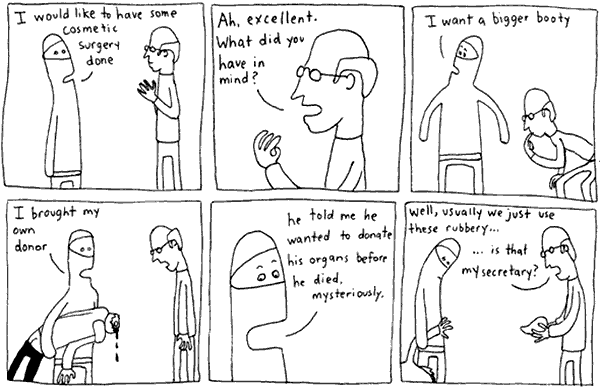 I would like to have some
cosmetic
surgery
done
Ah, excellent.
What did you
have in
mind?
I want a bigger booty
I brought my
own
donor
he told me he
wanted to donate
his organs before
he died,
mysteriously.
well, usually we just use
these rubbery...
... is that
my secretary?